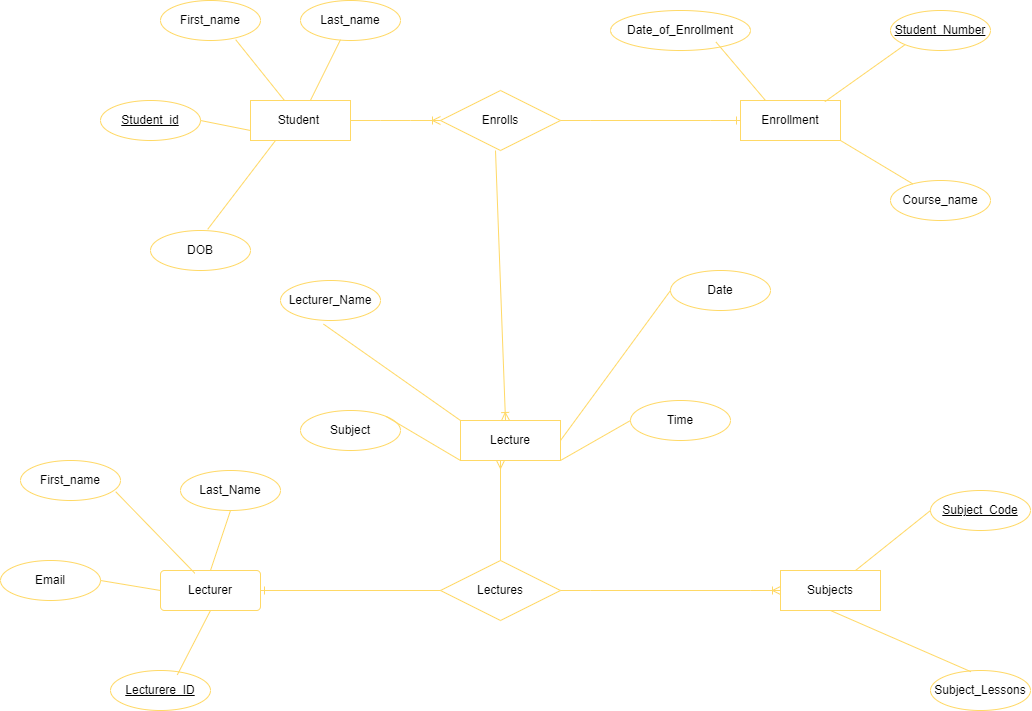 First_name
Last_name
Date_of_Enrollment
Student_Number
Student_id
Student
Enrolls
Enrollment
Course_name
DOB
Lecturer_Name
Date
Subject
Lecture
Time
First_name
Last_Name
Subject_Code
Email
Lecturer
Lectures
Subjects
Lecturere_ID
Subject_Lessons